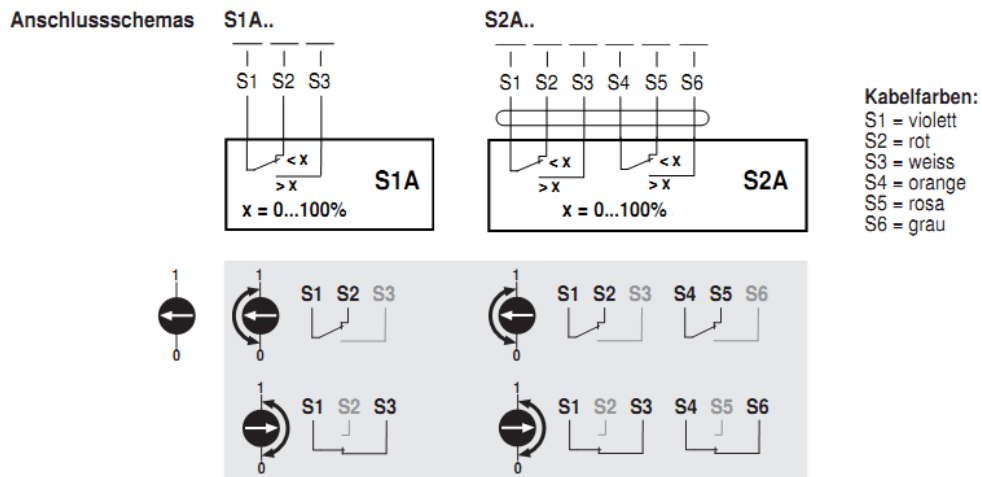 Anschlussschemas S1A.. S2A..
S1 S2 S3 S1 S2 S3 S4 S5 S6
Kabelfarben:
S1 = violett
S2 = rot
S3 = weiss
S4 = orange
S5 = rosa
S6 = grau
< x < x < x
> x S1A > x > x S2A
x = 0...100% x = 0...100%
1 1 1
S1 S2 S3 S1 S2 S3 S4 S5 S6
0 0 0
1 1
S1 S2 S3 S1 S2 S3 S4 S5 S6
0 0